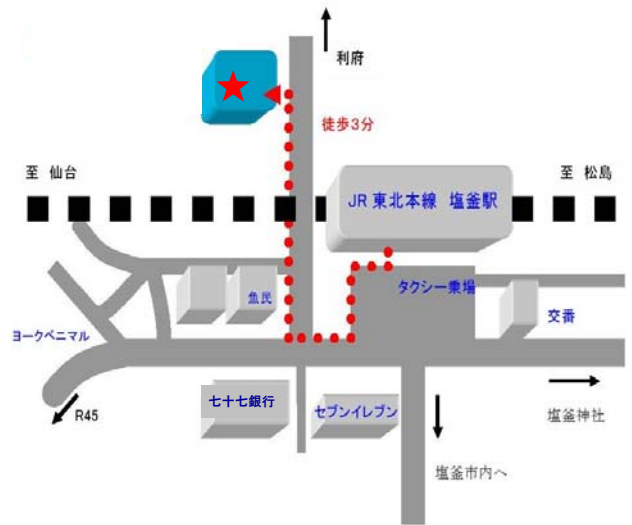 利府
徒歩3分
至 仙台
至 松島
JR 東北本線 塩釜駅
タクシー乗場
魚民
交番
ヨークベニマル
七十七銀行
セブンイレブン
R45
塩釜神社
塩釜市内へ